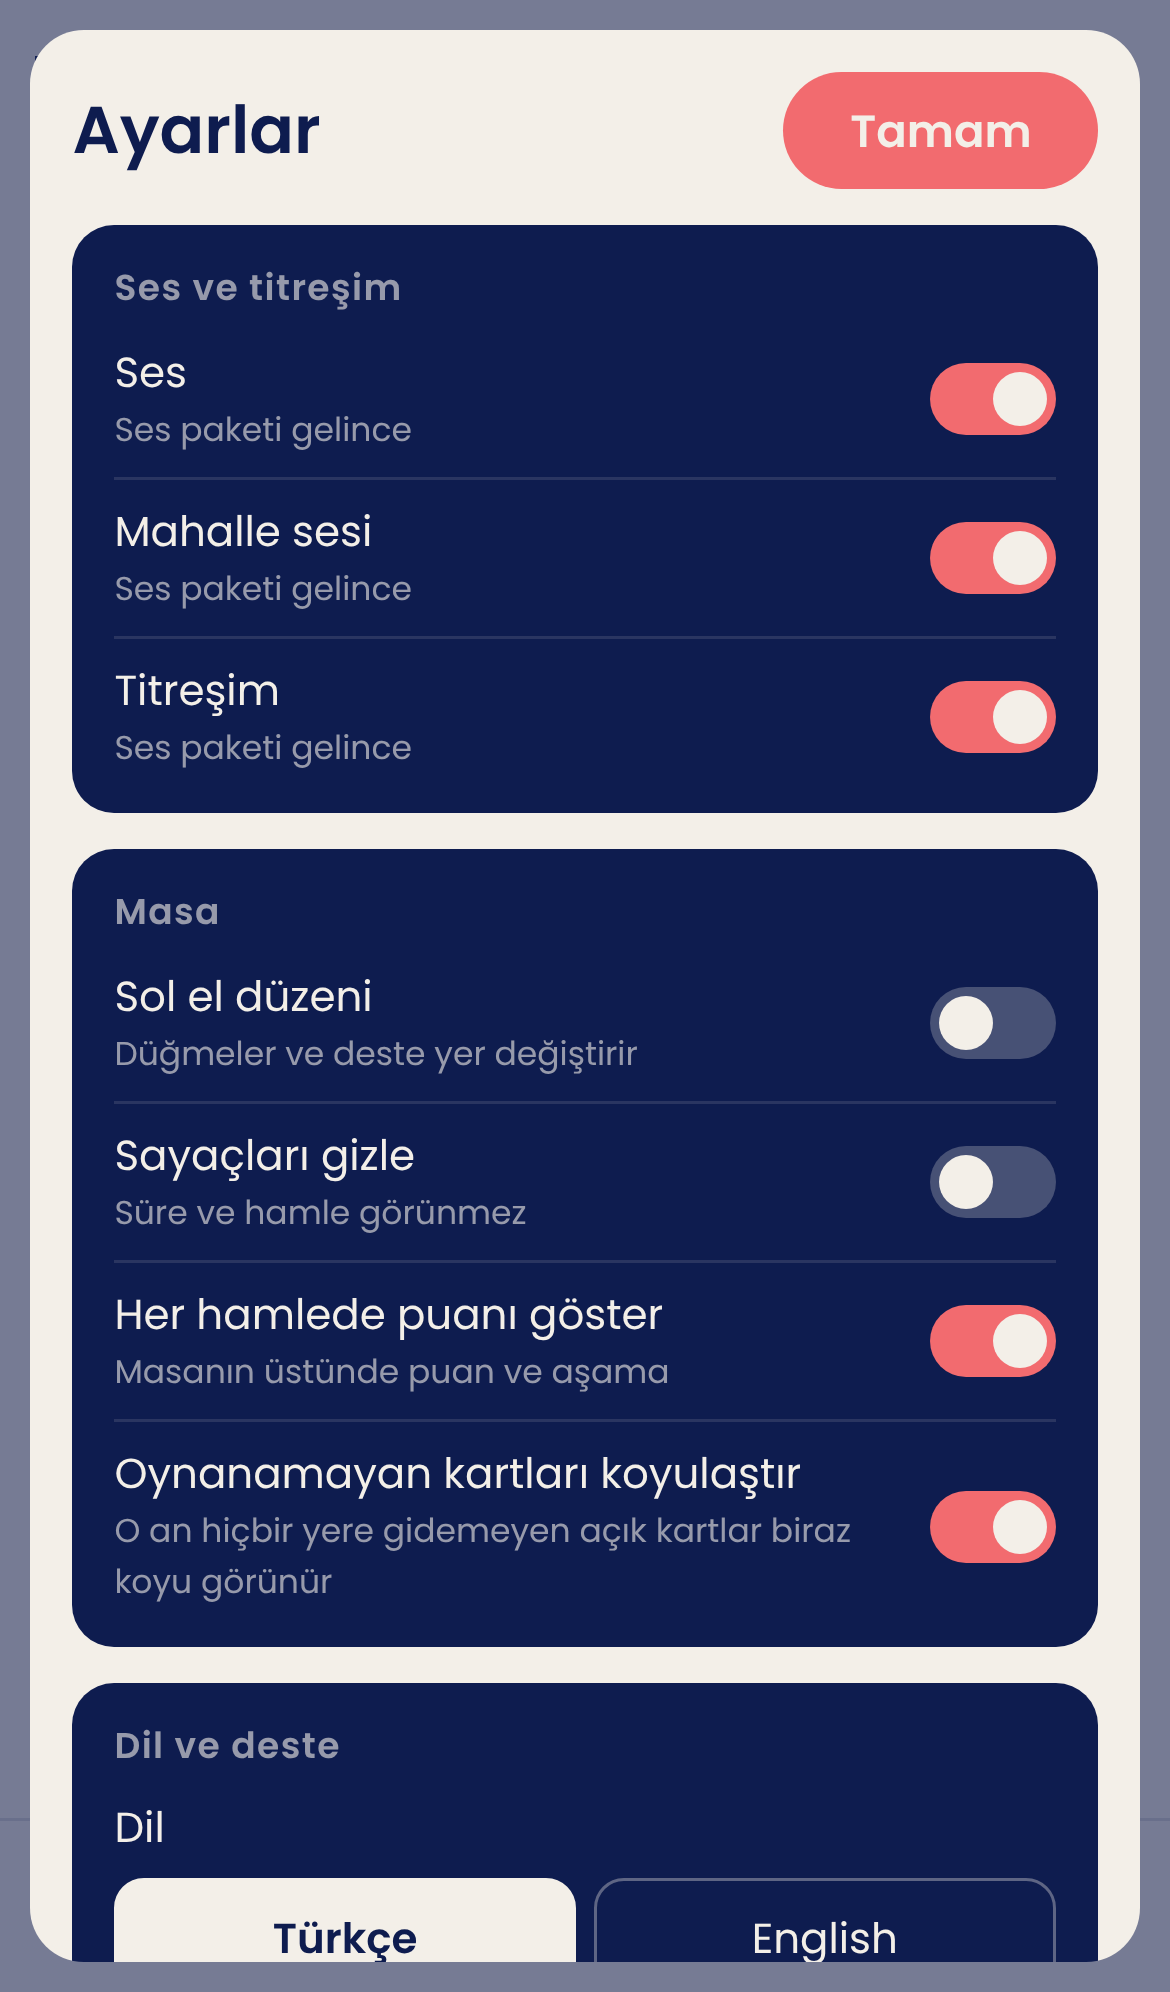 Ayarlar
Tamam
Ses ve titreşim
Ses
Ses paketi gelince
Mahalle sesi
Ses paketi gelince
Titreşim
Ses paketi gelince
Masa
Sol el düzeni
Düğmeler ve deste yer değiştirir
Sayaçları gizle
Süre ve hamle görünmez
Her hamlede puanı göster
Masanın üstünde puan ve aşama
Oynanamayan kartları koyulaştır
O an hiçbir yere gidemeyen açık kartlar biraz
koyu görünür
Dil ve deste
Dil
Türkçe
English